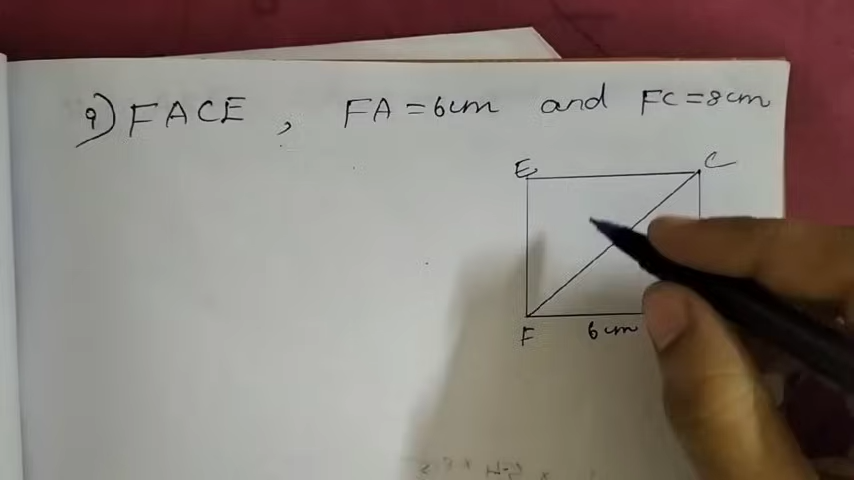 9) FACE, FA = 6cm and FC = 8cm
E C
F 6cm